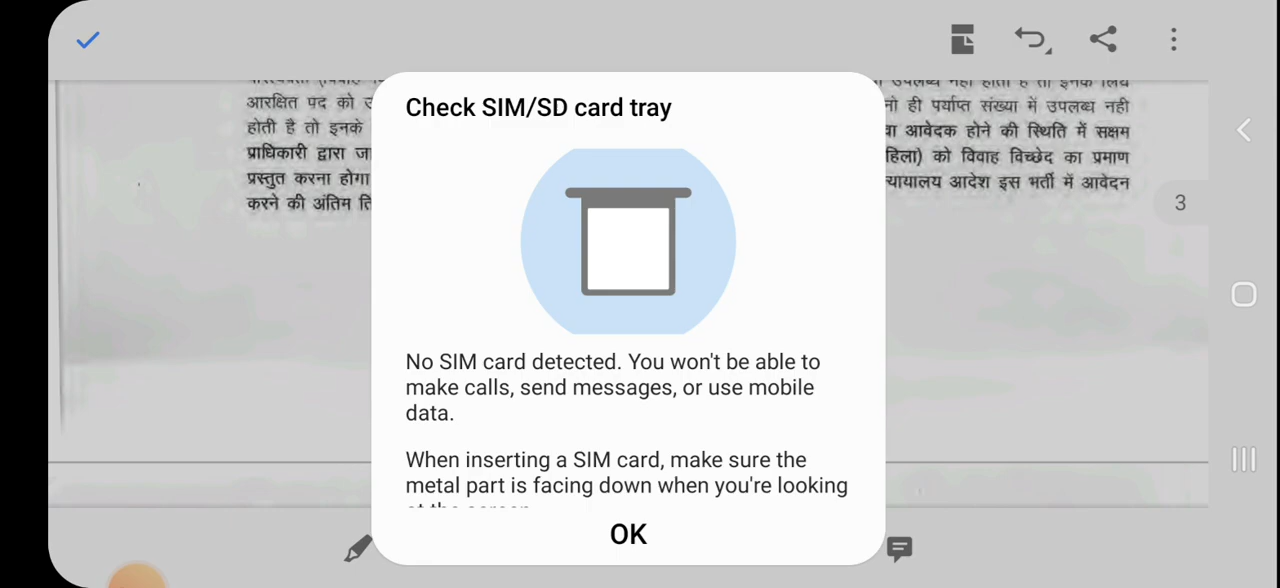 Check SIM/SD card tray
आरक्षित पद को
नो ही पर्याप्त संख्या में उपलब्ध नही
होती है तो इनके
आवेदक होने की स्थिति में सक्षम
प्राधिकारी द्वारा
को विवाह विच्छेद का प्रमाण
प्रस्तुत करना होगा
न्यायालय आदेश इस भर्ती में आवेदन
करने की अंतिम
3
No SIM card detected. You won't be able to
make calls, send messages, or use mobile
data.
When inserting a SIM card, make sure the
metal part is facing down when you're looking
at the screen
OK